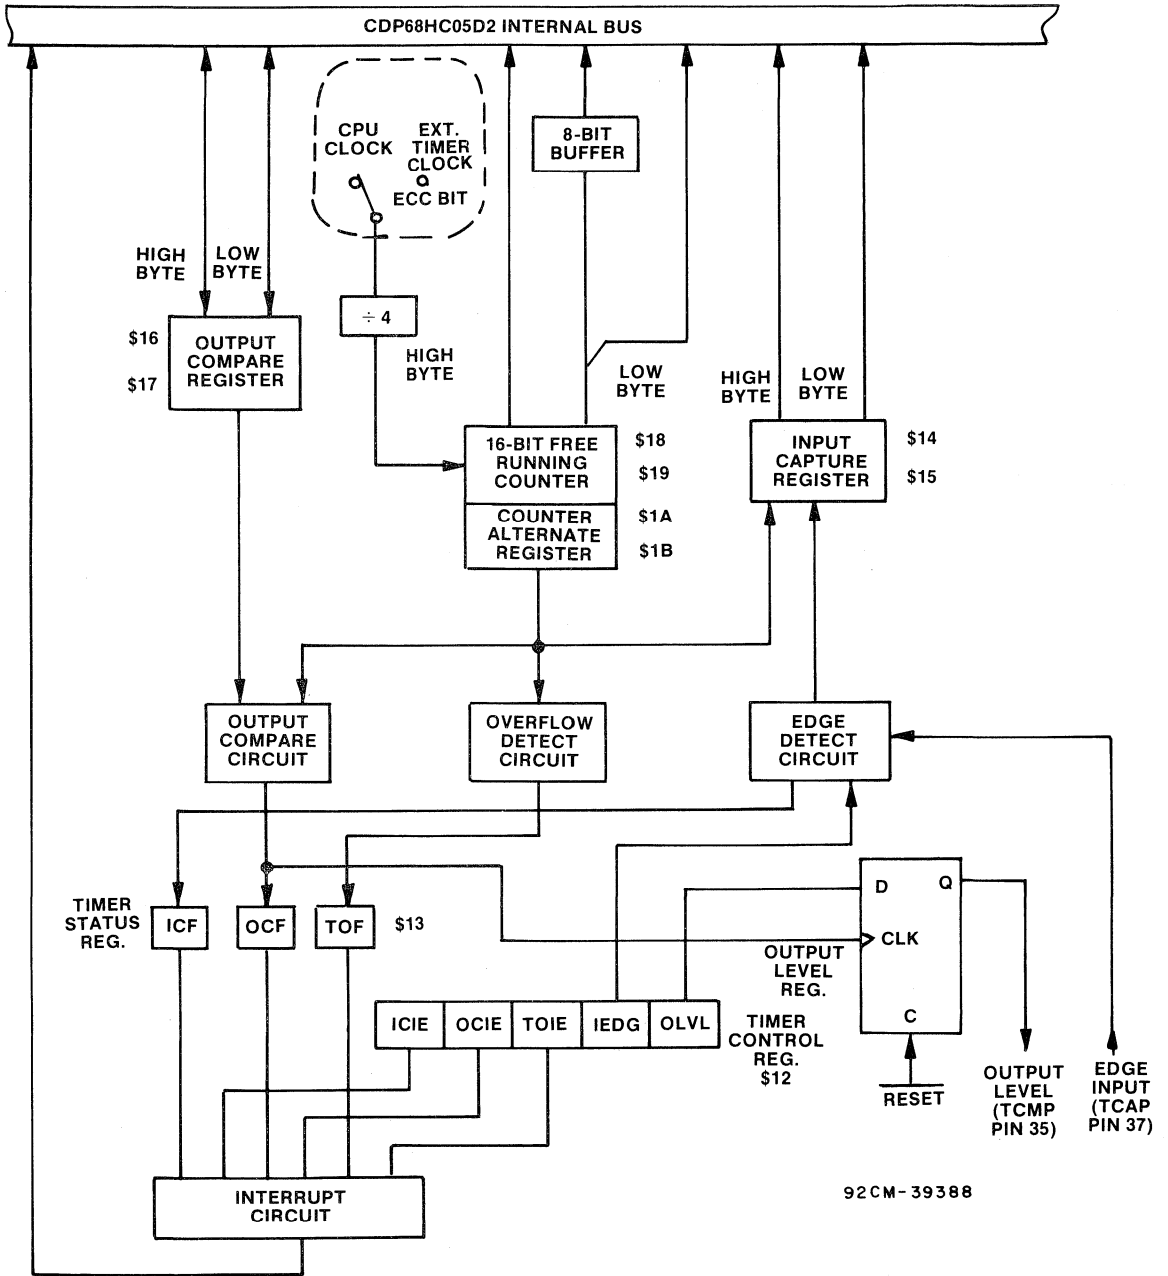 CDP68HC05D2 INTERNAL BUS
CPU
CLOCK
EXT.
TIMER
CLOCK
ECC BIT
8-BIT
BUFFER
HIGH
BYTE
LOW
BYTE
÷ 4
$16
$17
OUTPUT
COMPARE
REGISTER
HIGH
BYTE
LOW
BYTE
HIGH
BYTE
LOW
BYTE
16-BIT FREE
RUNNING
COUNTER
$18
$19
COUNTER
ALTERNATE
REGISTER
$1A
$1B
INPUT
CAPTURE
REGISTER
$14
$15
OUTPUT
COMPARE
CIRCUIT
OVERFLOW
DETECT
CIRCUIT
EDGE
DETECT
CIRCUIT
TIMER
STATUS
REG.
ICF
OCF
TOF
$13
D
Q
CLK
C
OUTPUT
LEVEL
REG.
ICIE
OCIE
TOIE
IEDG
OLVL
TIMER
CONTROL
REG.
$12
RESET
OUTPUT
LEVEL
(TCMP
PIN 35)
EDGE
INPUT
(TCAP
PIN 37)
INTERRUPT
CIRCUIT
92CM-39388